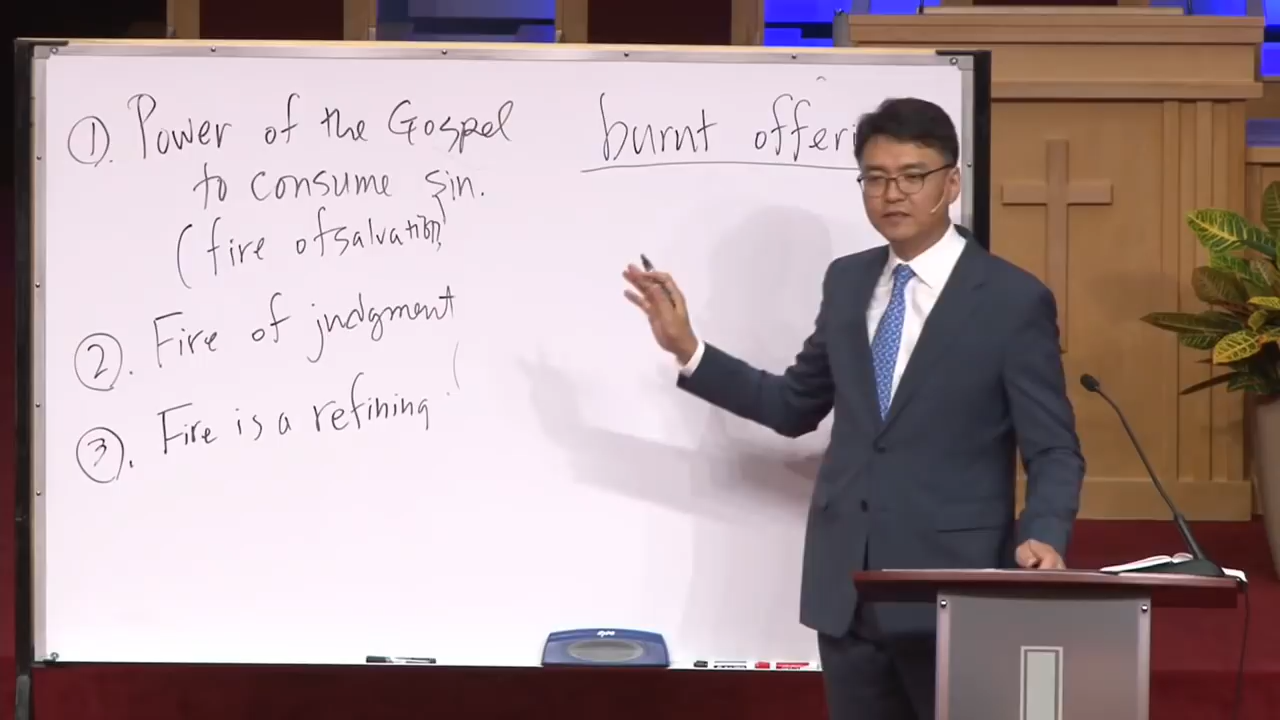 ①. Power of the Gospel
to consume sin.
(fire of salvation)
②. Fire of judgment
(
③. Fire is a refining
burnt offeri
expo